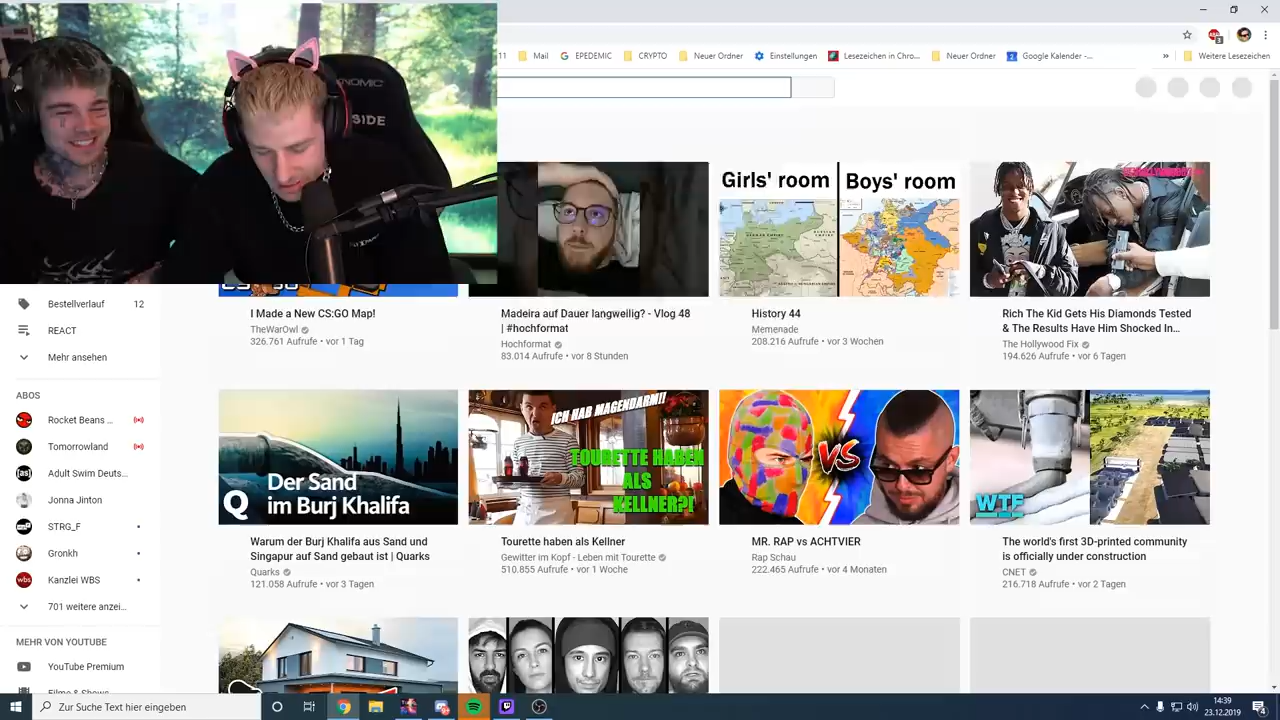 NOMIC
SIDE
11
Mail
EPEDEMIC
CRYPTO
Neuer Ordner
Einstellungen
Lesezeichen in Chro...
Neuer Ordner
Google Kalender -...
»
Weitere Lesezeichen
Girls' room
Boys' room
I Made a New CS:GO Map!
TheWarOwl
326.761 Aufrufe • vor 1 Tag
Madeira auf Dauer langweilig? - Vlog 48
| #hochformat
Hochformat
83.014 Aufrufe • vor 8 Stunden
History 44
Memenade
208.216 Aufrufe • vor 3 Wochen
Rich The Kid Gets His Diamonds Tested
& The Results Have Him Shocked In...
The Hollywood Fix
194.626 Aufrufe • vor 6 Tagen
Bestellverlauf
12
REACT
Mehr ansehen
ABOS
Rocket Beans ...
Tomorrowland
[as]
Adult Swim Deuts...
Jonna Jinton
STRG_F
Gronkh
wbs
Kanzlei WBS
701 weitere anzei...
MEHR VON YOUTUBE
YouTube Premium
Filme & Shows
Q
Der Sand
im Burj Khalifa
Warum der Burj Khalifa aus Sand und
Singapur auf Sand gebaut ist | Quarks
Quarks
121.058 Aufrufe • vor 3 Tagen
ICH HAB MAGENDARM!!
TOURETTE HABEN
ALS
KELLNER?!
Tourette haben als Kellner
Gewitter im Kopf - Leben mit Tourette
510.855 Aufrufe • vor 1 Woche
VS
MR. RAP vs ACHTVIER
Rap Schau
222.465 Aufrufe • vor 4 Monaten
WTF
The world's first 3D-printed community
is officially under construction
CNET
216.718 Aufrufe • vor 2 Tagen
Zur Suche Text hier eingeben
14:39
23.12.2019
4